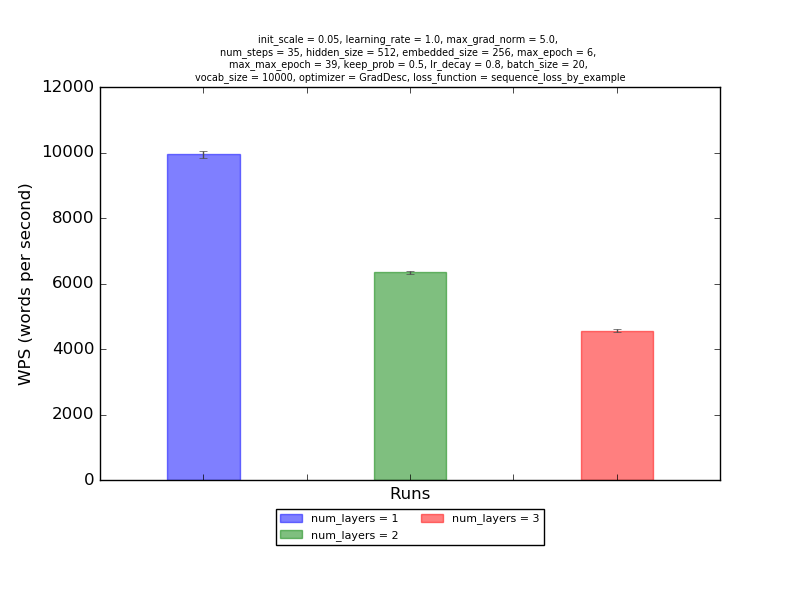 init_scale = 0.05, learning_rate = 1.0, max_grad_norm = 5.0,
num_steps = 35, hidden_size = 512, embedded_size = 256, max_epoch = 6,
max_max_epoch = 39, keep_prob = 0.5, lr_decay = 0.8, batch_size = 20,
vocab_size = 10000, optimizer = GradDesc, loss_function = sequence_loss_by_example
12000
10000
8000
6000
4000
2000
0
WPS (words per second)
Runs
num_layers = 1
num_layers = 2
num_layers = 3